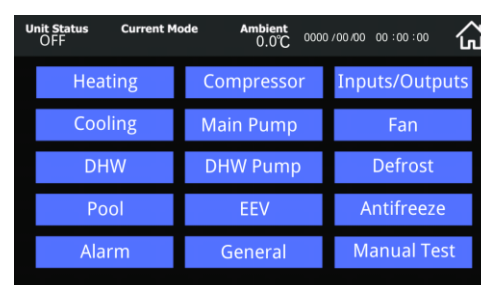 Unit Status Current Mode Ambient
OFF 0.0℃ 0000 /00 /00 00 :00 :00
Heating Compressor Inputs/Outputs
Cooling Main Pump Fan
DHW DHW Pump Defrost
Pool EEV Antifreeze
Alarm General Manual Test